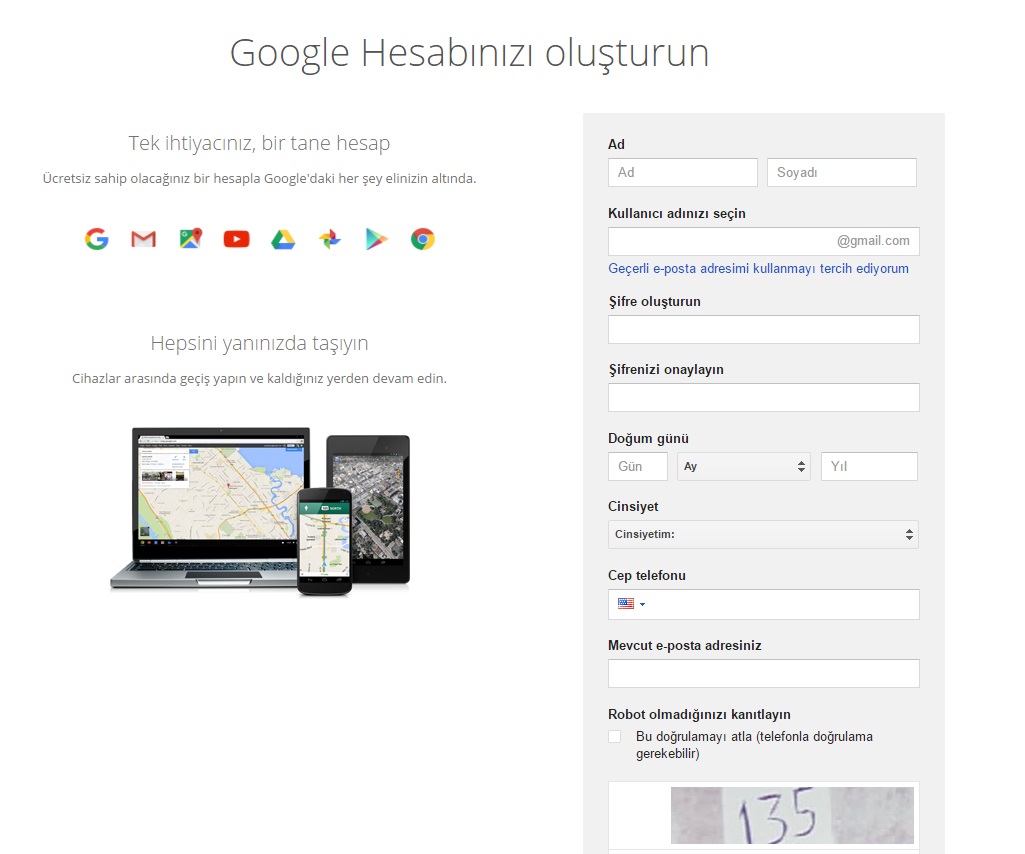 Google Hesabınızı oluşturun
Tek ihtiyacınız, bir tane hesap
Ücretsiz sahip olacağınız bir hesapla Google'daki her şey elinizin altında.
Hepsini yanınızda taşıyın
Cihazlar arasında geçiş yapın ve kaldığınız yerden devam edin.
Ad
Ad Soyadı
Kullanıcı adınızı seçin
@gmail.com
Geçerli e-posta adresimi kullanmayı tercih ediyorum
Şifre oluşturun
Şifrenizi onaylayın
Doğum günü
Gün Ay Yıl
Cinsiyet
Cinsiyetim:
Cep telefonu
Mevcut e-posta adresiniz
Robot olmadığınızı kanıtlayın
Bu doğrulamayı atla (telefonla doğrulama
gerekebilir)
135